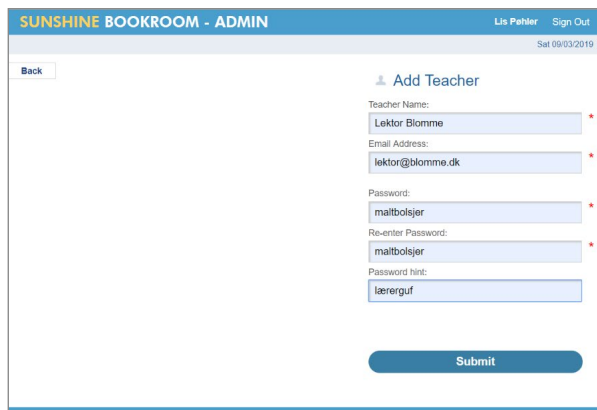 SUNSHINE BOOKROOM - ADMIN
Lis Pøhler Sign Out
Sat 09/03/2019
Back
Add Teacher
Teacher Name:
Lektor Blomme *
Email Address:
lektor@blomme.dk *
Password:
maltbolsjer *
Re-enter Password:
maltbolsjer *
Password hint:
lærerguf
Submit